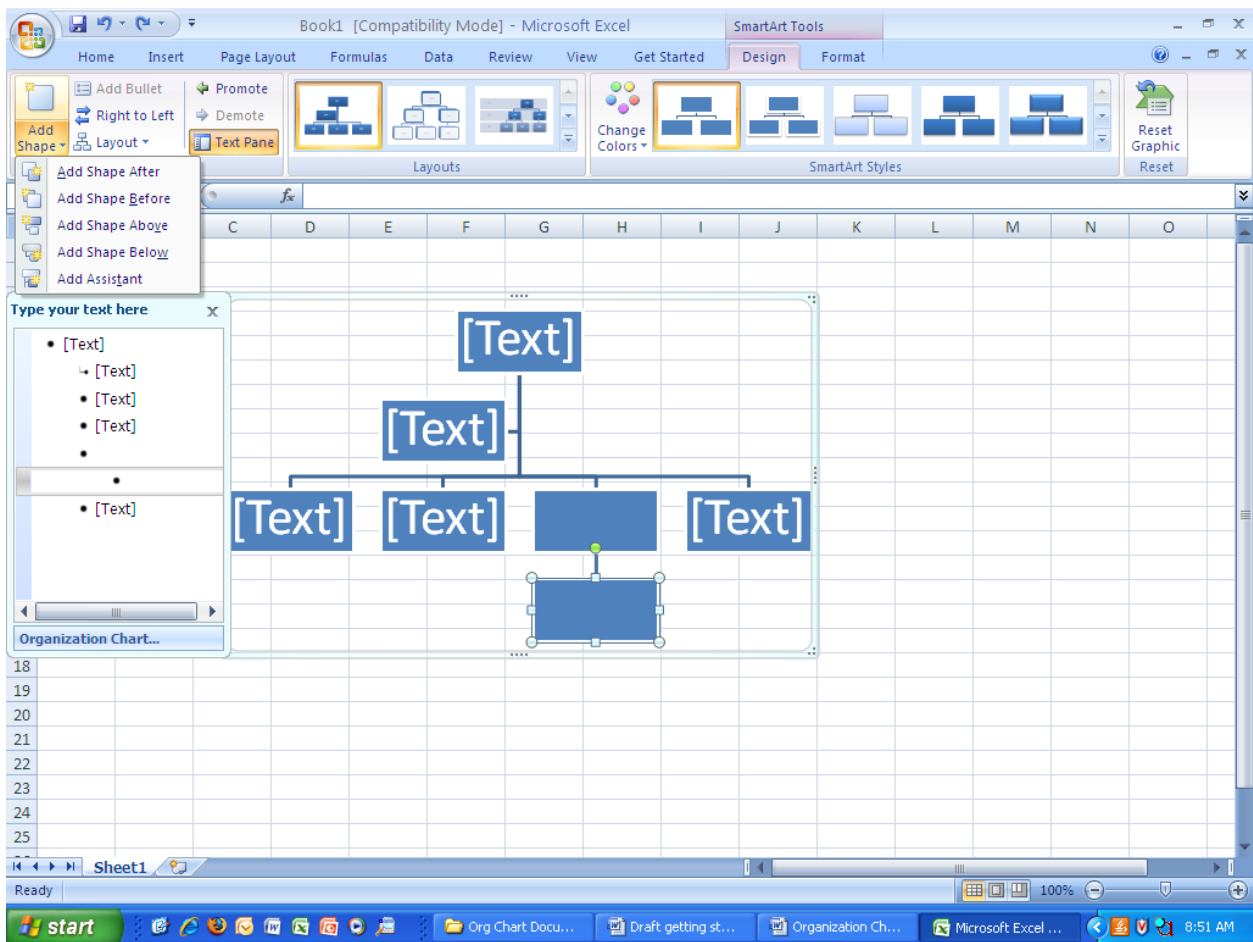 Book1 [Compatibility Mode] - Microsoft Excel
SmartArt Tools
Home Insert Page Layout Formulas Data Review View Get Started Design Format
Add Shape
Add Bullet
Right to Left
Layout
Promote
Demote
Text Pane
Change Colors
Reset Graphic
Layouts
SmartArt Styles
Reset
Add Shape After
Add Shape Before
Add Shape Above
Add Shape Below
Add Assistant
fx
C D E F G H I J K L M N O
Type your text here
x
[Text]
[Text]
[Text]
[Text]
[Text]
Organization Chart...
[Text]
[Text]
[Text]
[Text]
[Text]
18
19
20
21
22
23
24
25
Sheet1
Ready
100%
start
Org Chart Docu...
Draft getting st...
Organization Ch...
Microsoft Excel ...
8:51 AM